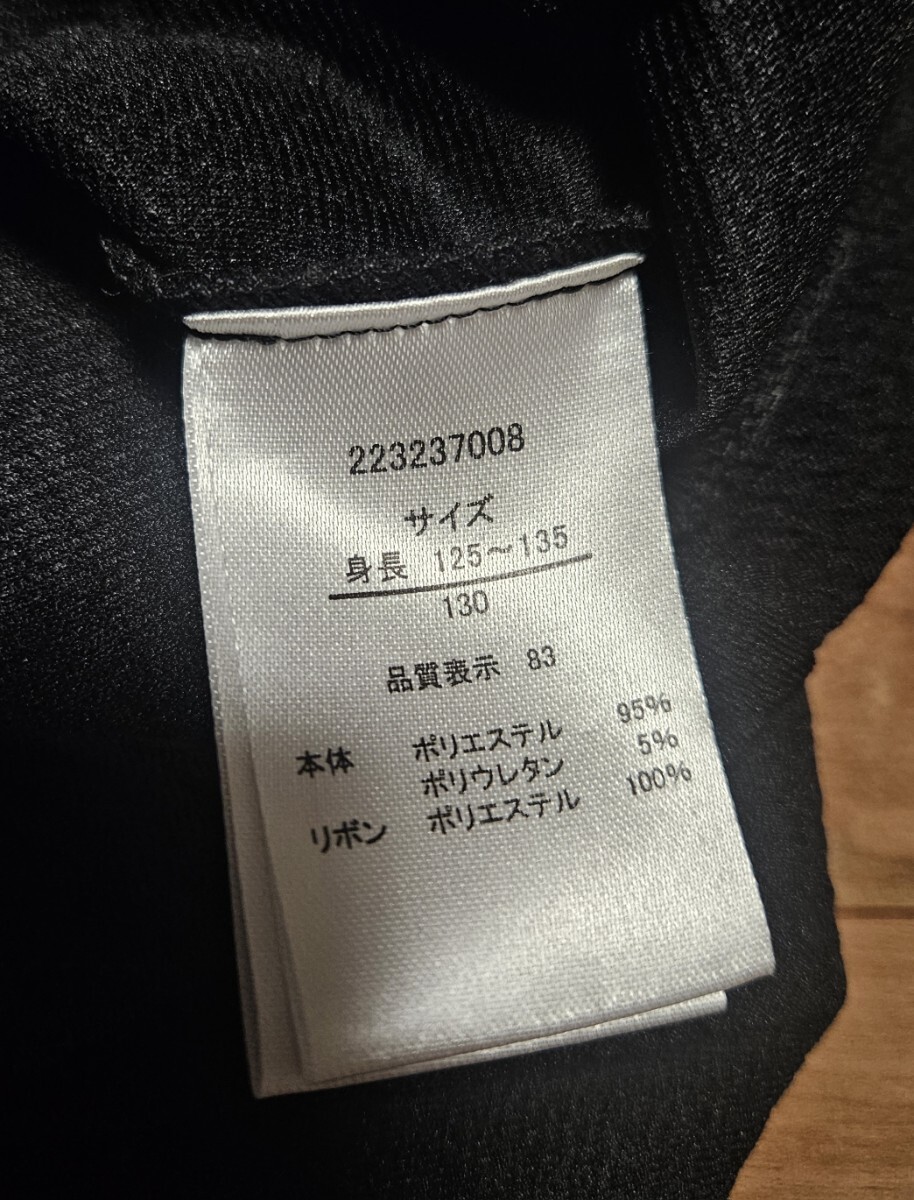 223237008
サイズ
身長 125～135
130
品質表示 83
本体 ポリエステル 95%
ポリウレタン 5%
リボン ポリエステル 100%